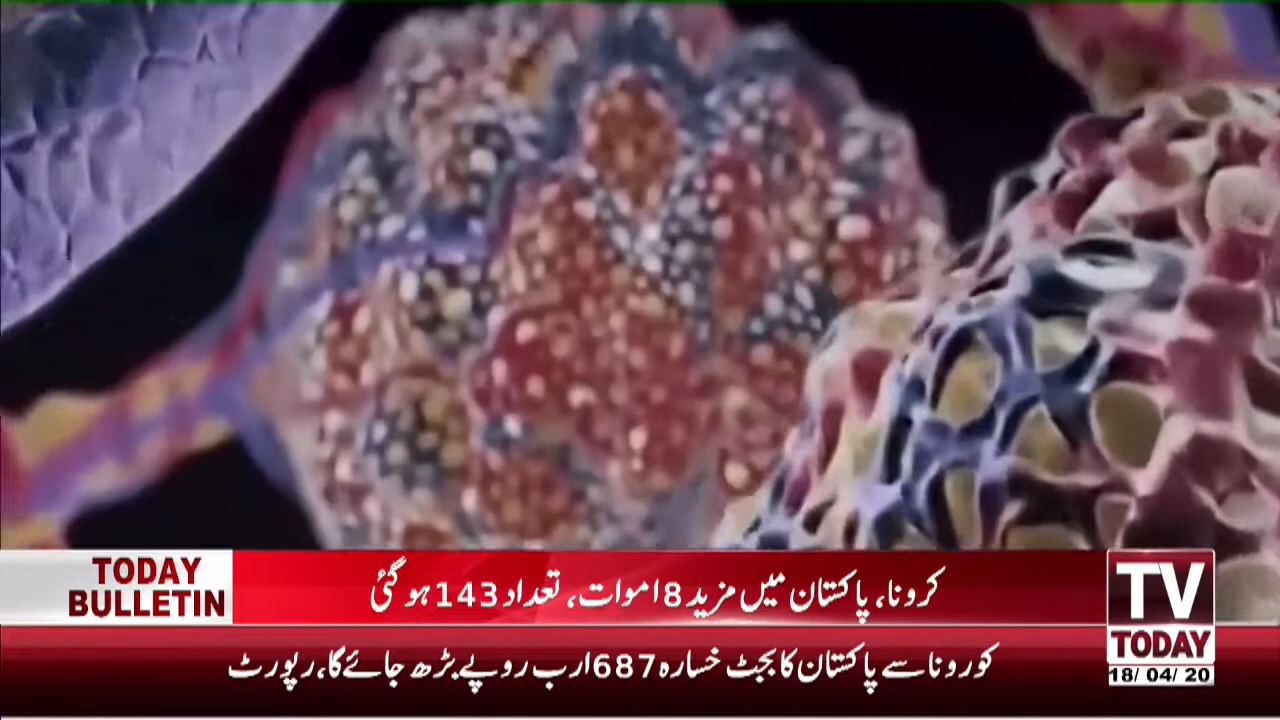 TODAY
BULLETIN
کرونا، پاکستان میں مزید 8 اموات، تعداد 143 ہو گئی
کورونا سے پاکستان کا بجٹ خسارہ 687 ارب روپے بڑھ جائے گا، رپورٹ
TV
TODAY
18/ 04/ 20